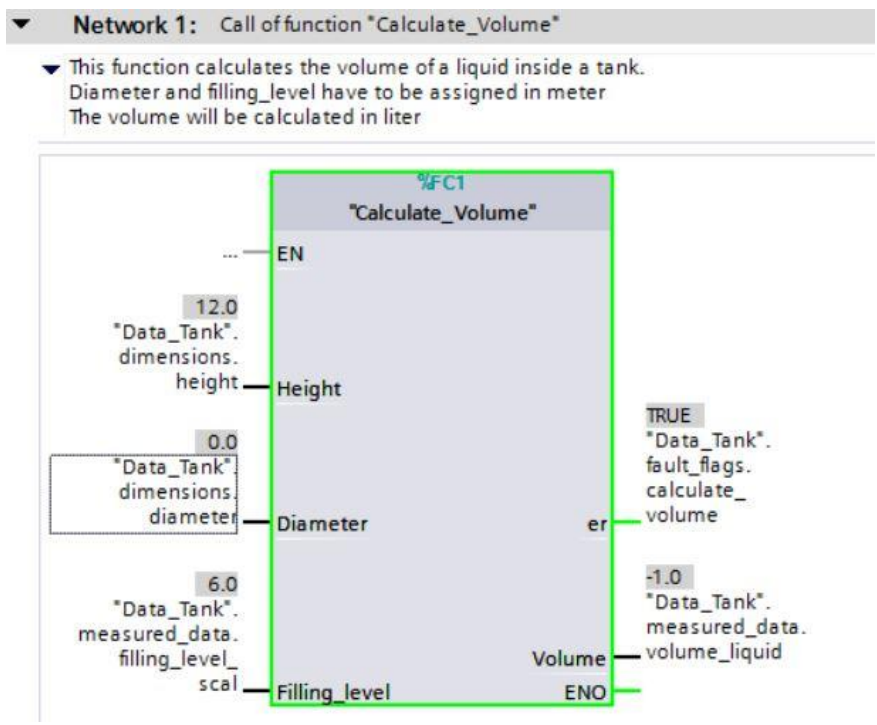 Network 1: Call of function "Calculate_Volume"
This function calculates the volume of a liquid inside a tank.
Diameter and filling_level have to be assigned in meter
The volume will be calculated in liter
%FC1
"Calculate_Volume"
...
EN
12.0
"Data_Tank".
dimensions.
height
Height
0.0
"Data_Tank".
dimensions.
diameter
Diameter
6.0
"Data_Tank".
measured_data.
filling_level_
scal
Filling_level
er
TRUE
"Data_Tank".
fault_flags.
calculate_
volume
Volume
-1.0
"Data_Tank".
measured_data.
volume_liquid
ENO